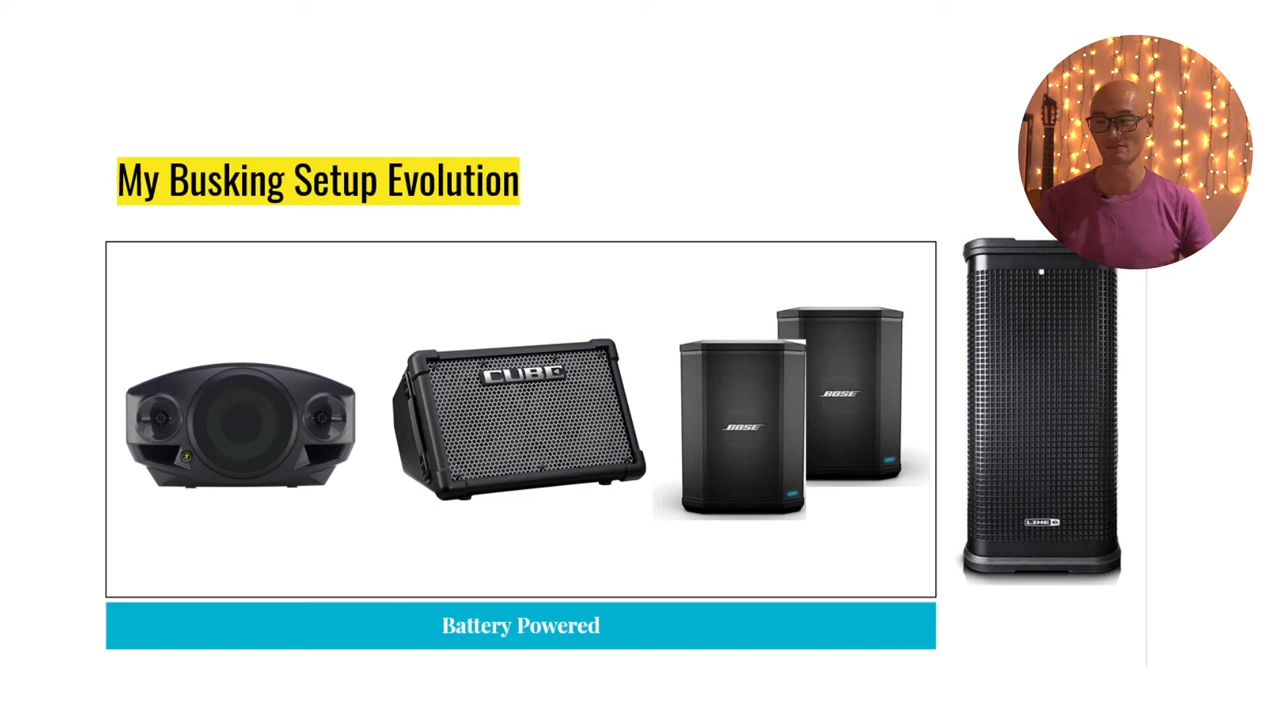 My Busking Setup Evolution
CUBE
BOSE
BOSE
LINE 6
Battery Powered